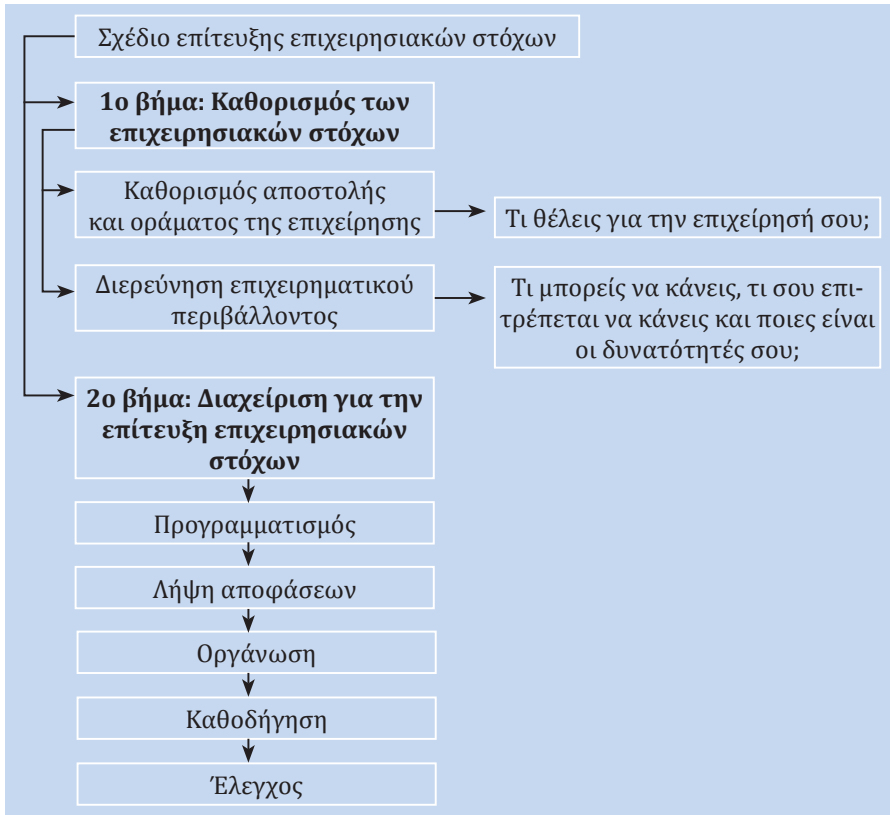 Σχέδιο επίτευξης επιχειρησιακών στόχων
1ο βήμα: Καθορισμός των
επιχειρησιακών στόχων
Καθορισμός αποστολής
και οράματος της επιχείρησης
Τι θέλεις για την επιχείρησή σου;
Διερεύνηση επιχειρηματικού
περιβάλλοντος
Τι μπορείς να κάνεις, τι σου επι-
τρέπεται να κάνεις και ποιες είναι
οι δυνατότητές σου;
2ο βήμα: Διαχείριση για την
επίτευξη επιχειρησιακών
στόχων
Προγραμματισμός
Λήψη αποφάσεων
Οργάνωση
Καθοδήγηση
Έλεγχος